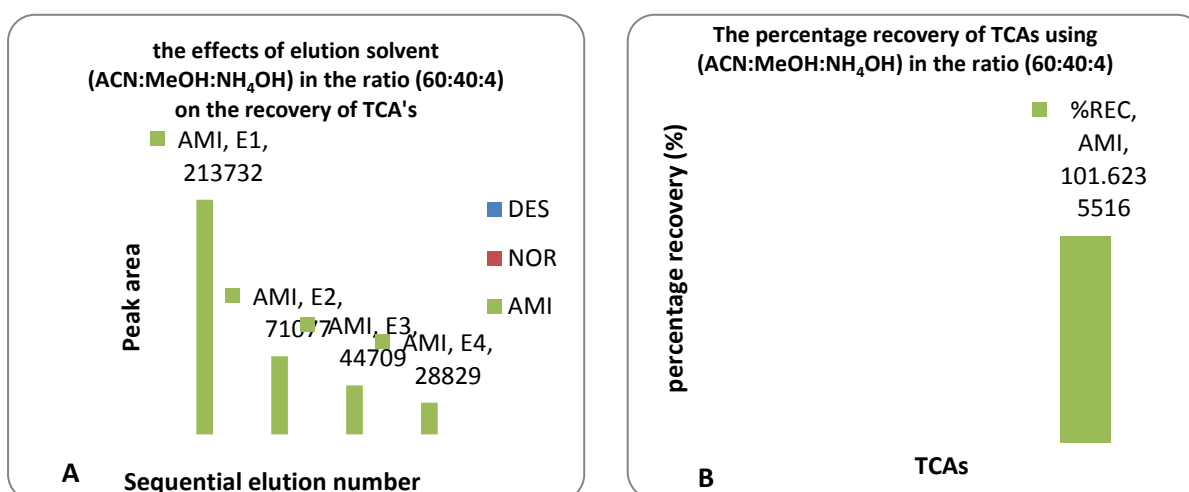 the effects of elution solvent
(ACN:MeOH:NH₄OH) in the ratio (60:40:4)
on the recovery of TCA's
AMI, E1,
213732
DES
NOR
AMI
Peak area
AMI, E2,
71077
AMI, E3,
44709
AMI, E4,
28829
A
Sequential elution number
The percentage recovery of TCAs using
(ACN:MeOH:NH₄OH) in the ratio (60:40:4)
%REC,
AMI,
101.623
5516
percentage recovery (%)
TCAs
B